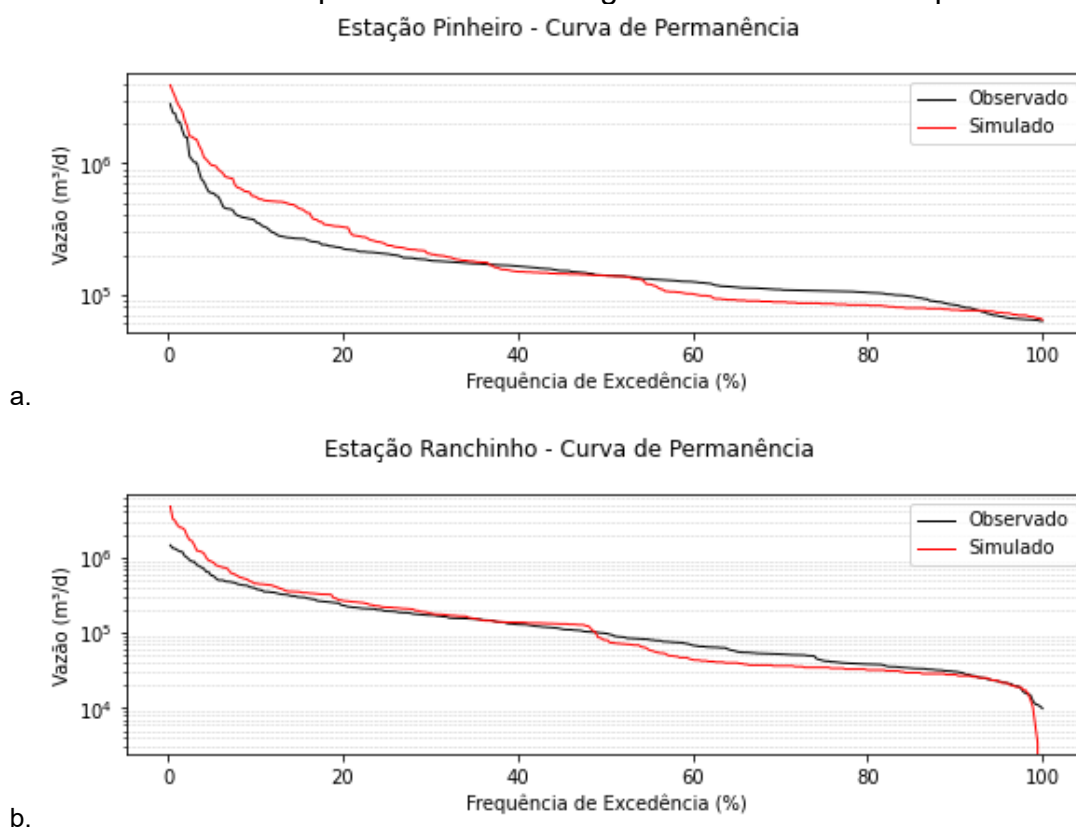 Estação Pinheiro - Curva de Permanência
Observado
Simulado
Vazão (m³/d)
10⁶
10⁵
0 20 40 60 80 100
Frequência de Excedência (%)
a.
Estação Ranchinho - Curva de Permanência
Observado
Simulado
Vazão (m³/d)
10⁶
10⁵
10⁴
0 20 40 60 80 100
Frequência de Excedência (%)
b.